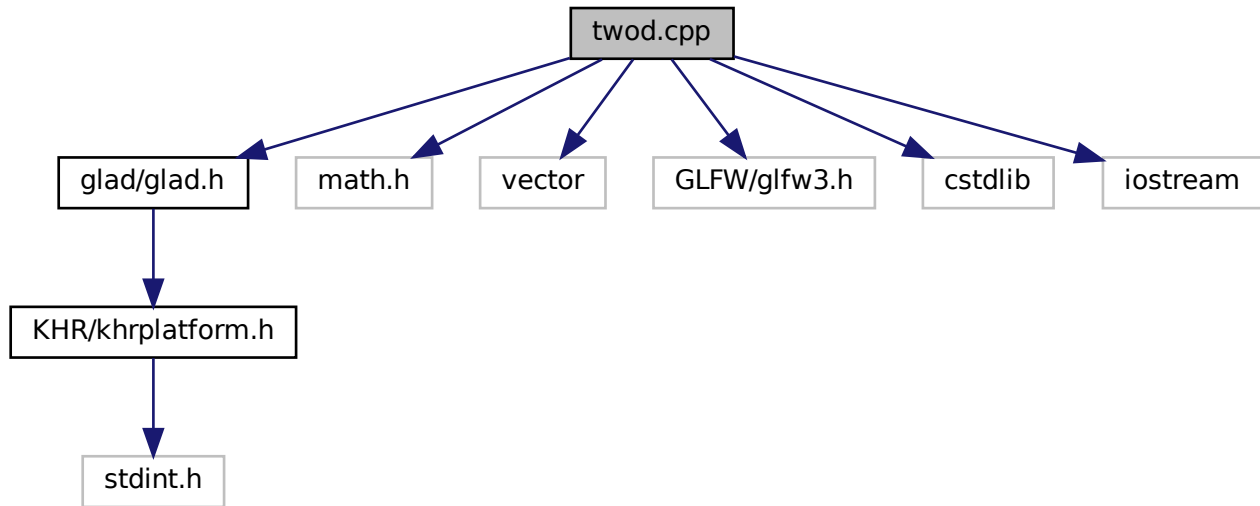 twod.cpp
glad/glad.h
math.h
vector
GLFW/glfw3.h
cstdlib
iostream
KHR/khrplatform.h
stdint.h